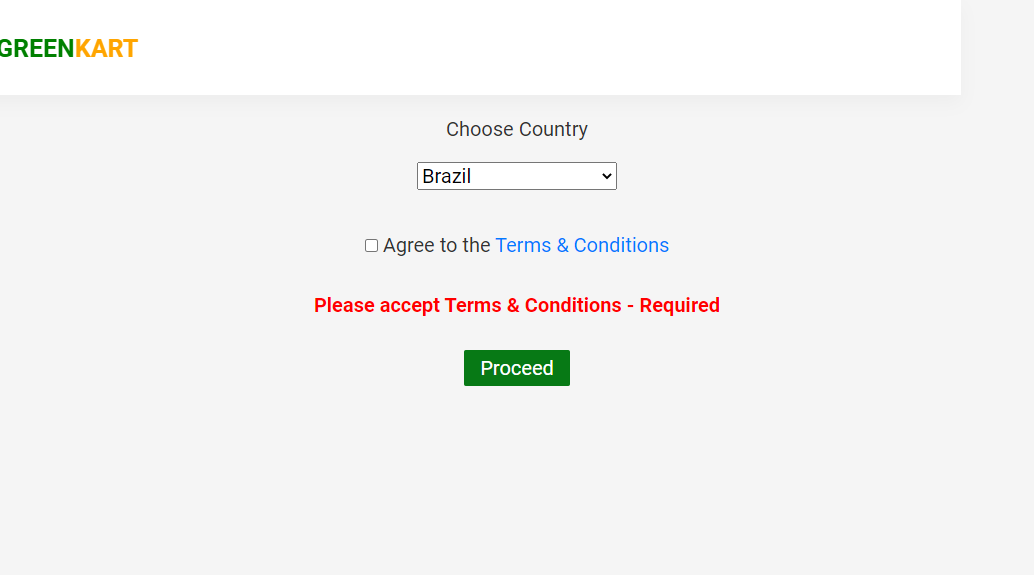 GREENKART
Choose Country
Brazil
Agree to the Terms & Conditions
Please accept Terms & Conditions - Required
Proceed